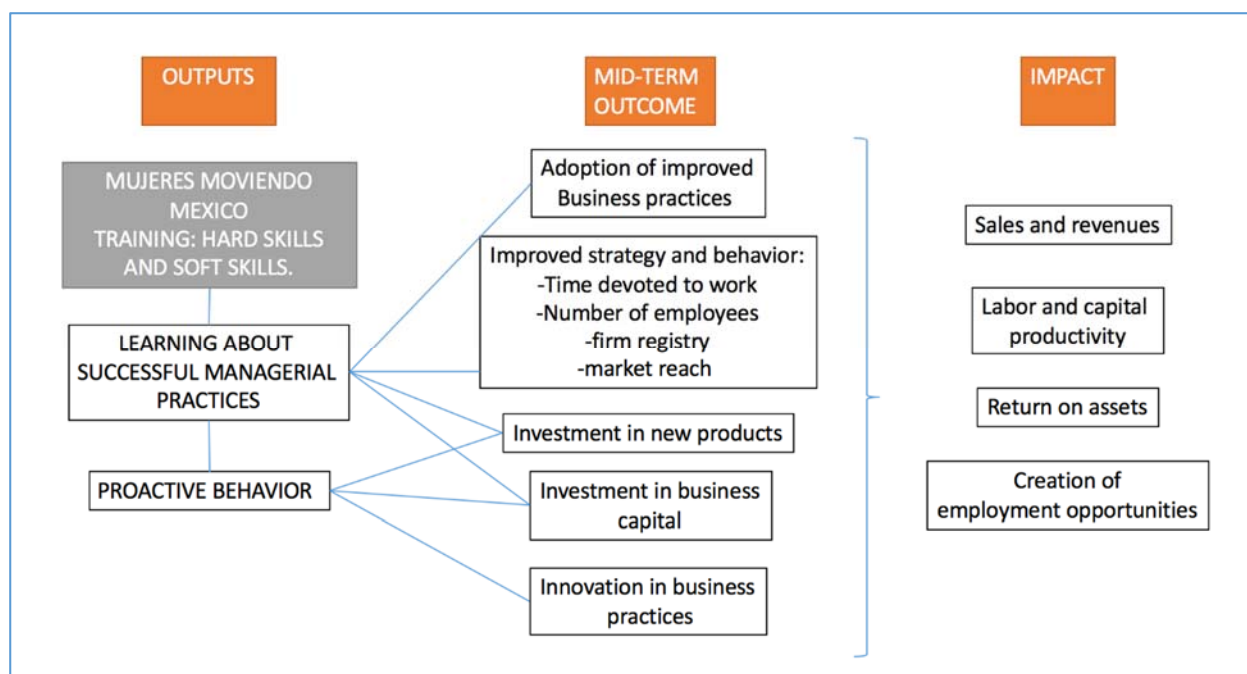 OUTPUTS
MUJERES MOVIENDO
MEXICO
TRAINING: HARD SKILLS
AND SOFT SKILLS.
LEARNING ABOUT
SUCCESSFUL MANAGERIAL
PRACTICES
PROACTIVE BEHAVIOR
MID-TERM
OUTCOME
Adoption of improved
Business practices
Improved strategy and behavior:
-Time devoted to work
-Number of employees
-firm registry
-market reach
Investment in new products
Investment in business
capital
Innovation in business
practices
IMPACT
Sales and revenues
Labor and capital
productivity
Return on assets
Creation of
employment opportunities